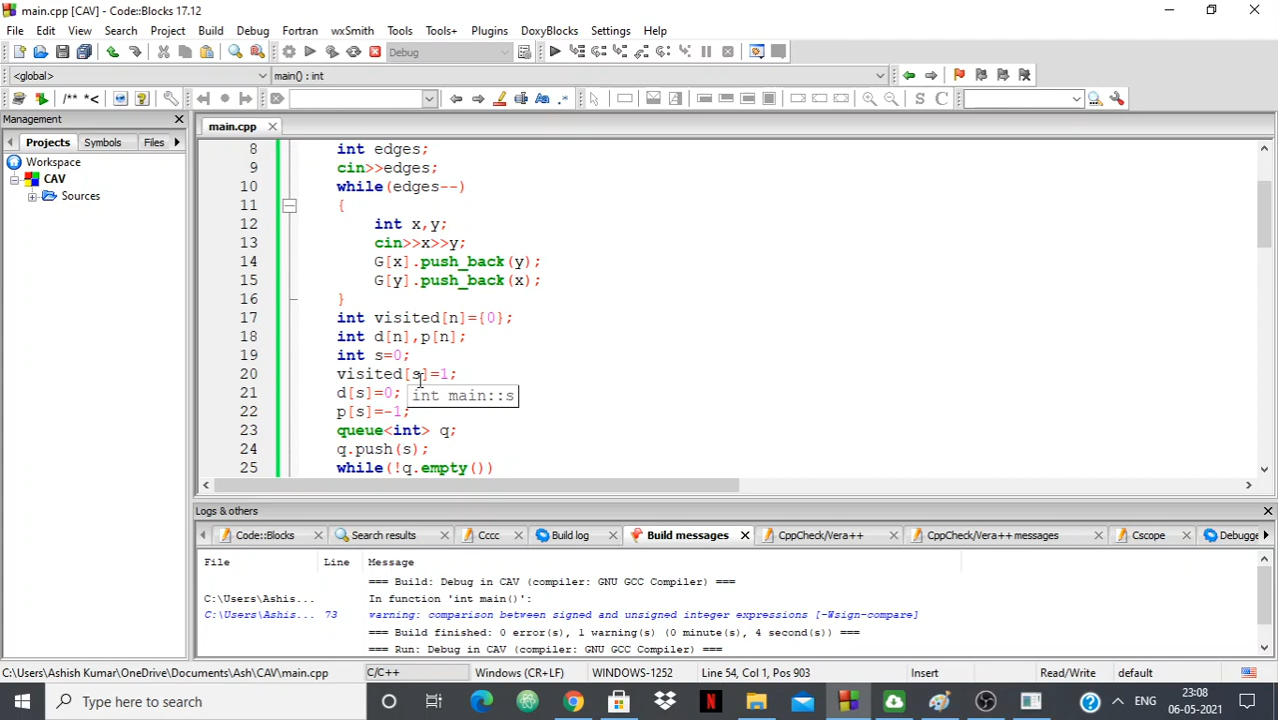 main.cpp [CAV] - Code::Blocks 17.12
File Edit View Search Project Build Debug Fortran wxSmith Tools Tools+ Plugins DoxyBlocks Settings Help
Debug
<global> main() : int
/** *<
Aa .* S C
Management
main.cpp
Projects Symbols Files
Workspace
CAV
Sources
8 int edges;
9 cin>>edges;
10 while(edges--)
11 {
12 int x,y;
13 cin>>x>>y;
14 G[x].push_back(y);
15 G[y].push_back(x);
16 }
17 int visited[n]={0};
18 int d[n],p[n];
19 int s=0;
20 visited[s]=1;
21 d[s]=0;
int main::s
22 p[s]=-1;
23 queue<int> q;
24 q.push(s);
25 while(!q.empty())
Logs & others
Code::Blocks Search results Cccc Build log Build messages CppCheck/Vera++ CppCheck/Vera++ messages Cscope Debugge
File Line Message
=== Build: Debug in CAV (compiler: GNU GCC Compiler) ===
C:\Users\Ashis... In function 'int main()':
C:\Users\Ashis... 73 warning: comparison between signed and unsigned integer expressions [-Wsign-compare]
=== Build finished: 0 error(s), 1 warning(s) (0 minute(s), 4 second(s)) ===
=== Run: Debug in CAV (compiler: GNU GCC Compiler) ===
C:\Users\Ashish Kumar\OneDrive\Documents\Ash\CAV\main.cpp C/C++ Windows (CR+LF) WINDOWS-1252 Line 54, Col 1, Pos 903 Insert Read/Write default
Type here to search
ENG
23:08
06-05-2021